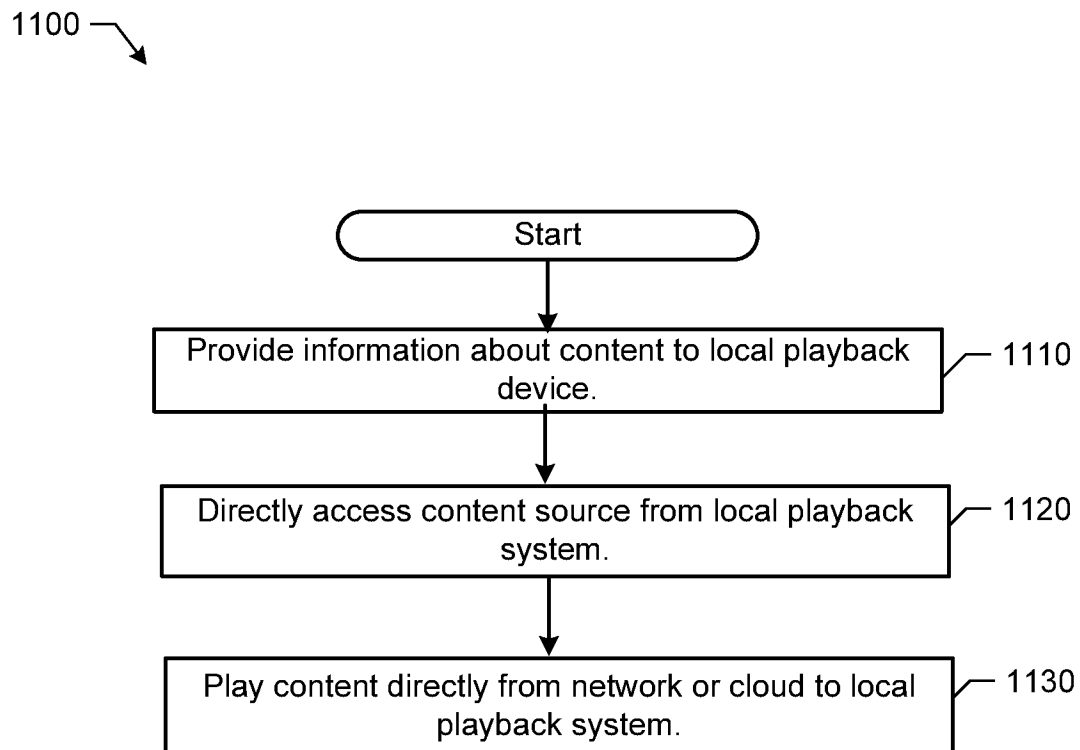 1100
Start
Provide information about content to local playback
device.
1110
Directly access content source from local playback
system.
1120
Play content directly from network or cloud to local
playback system.
1130